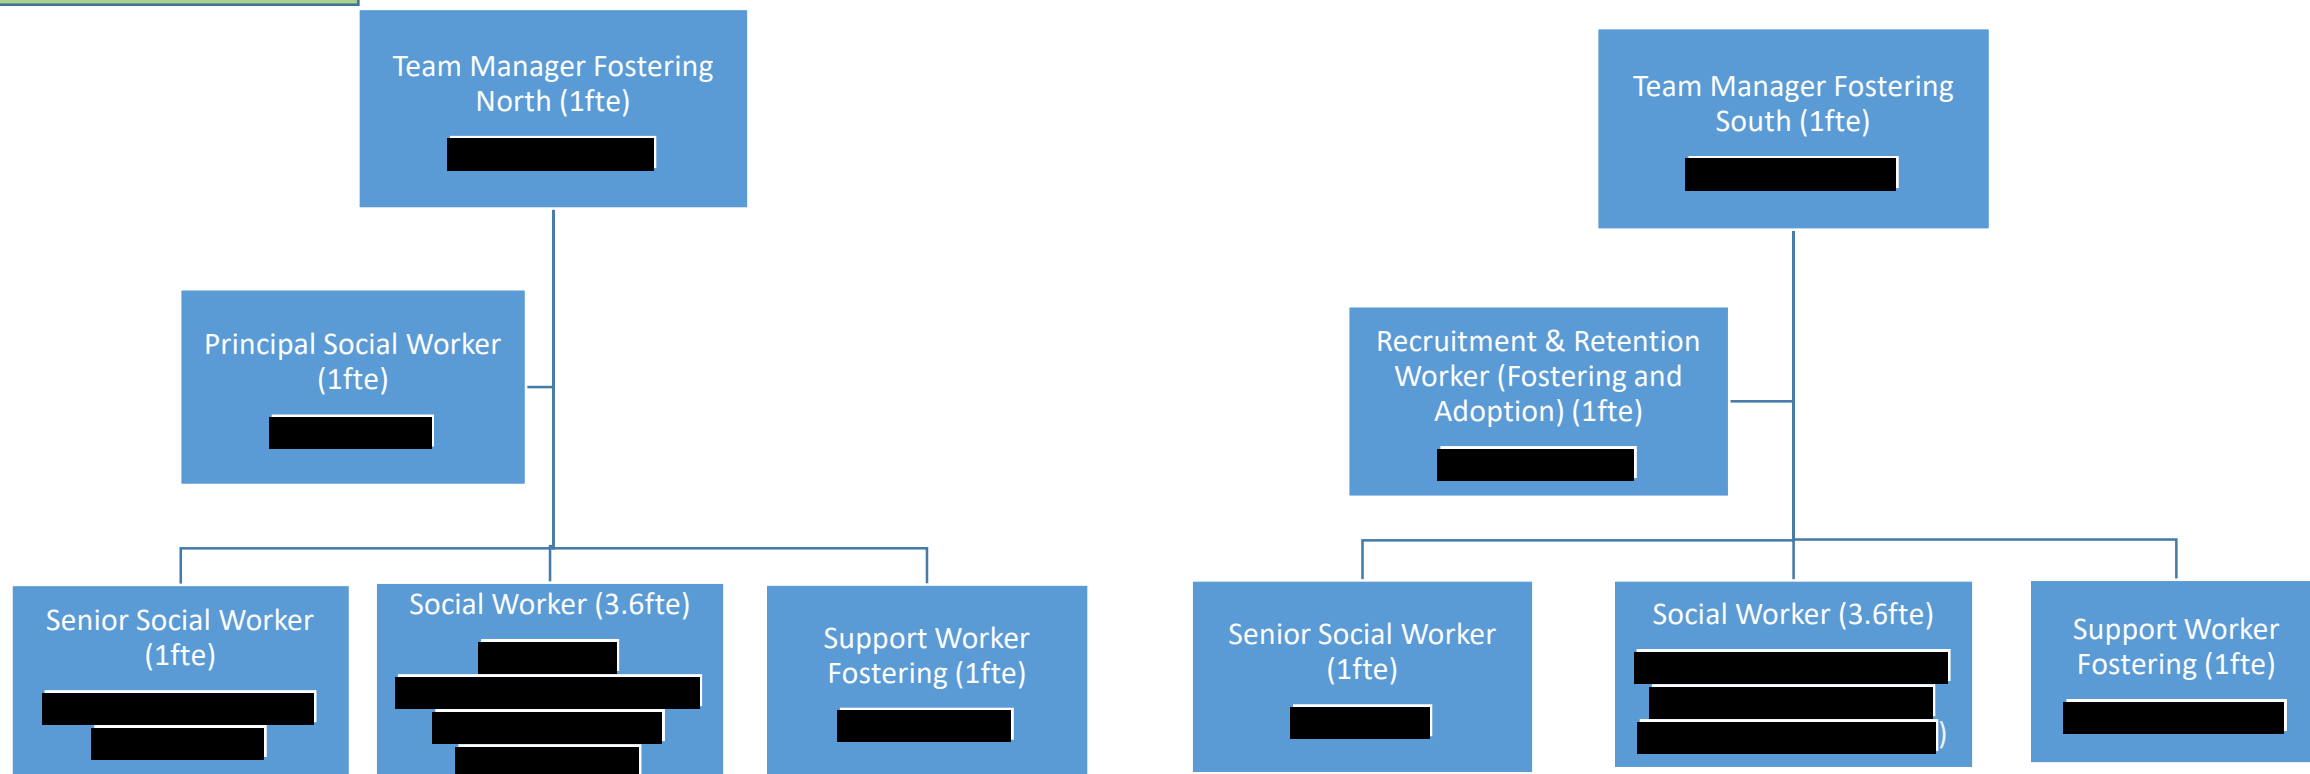 Team Manager Fostering
North (1fte)
Team Manager Fostering
South (1fte)
Principal Social Worker
(1fte)
Recruitment & Retention
Worker (Fostering and
Adoption) (1fte)
Senior Social Worker
(1fte)
Social Worker (3.6fte)
Support Worker
Fostering (1fte)
Senior Social Worker
(1fte)
Social Worker (3.6fte)
)
Support Worker
Fostering (1fte)